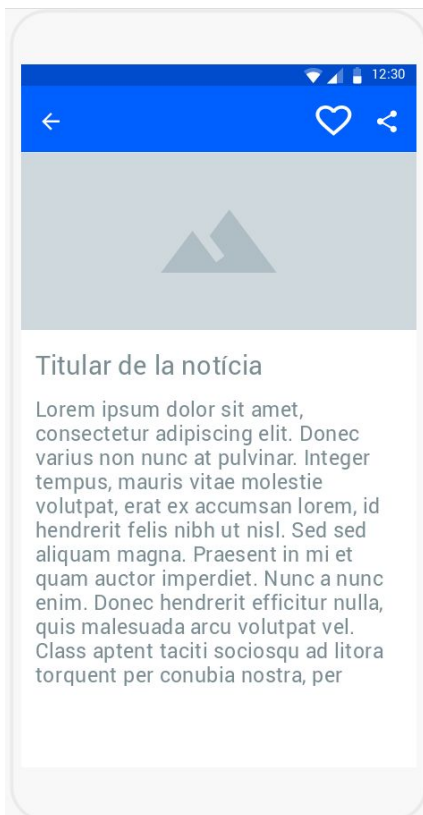 12:30
Titular de la notícia
Lorem ipsum dolor sit amet,
consectetur adipiscing elit. Donec
varius non nunc at pulvinar. Integer
tempus, mauris vitae molestie
volutpat, erat ex accumsan lorem, id
hendrerit felis nibh ut nisl. Sed sed
aliquam magna. Praesent in mi et
quam auctor imperdiet. Nunc a nunc
enim. Donec hendrerit efficitur nulla,
quis malesuada arcu volutpat vel.
Class aptent taciti sociosqu ad litora
torquent per conubia nostra, per